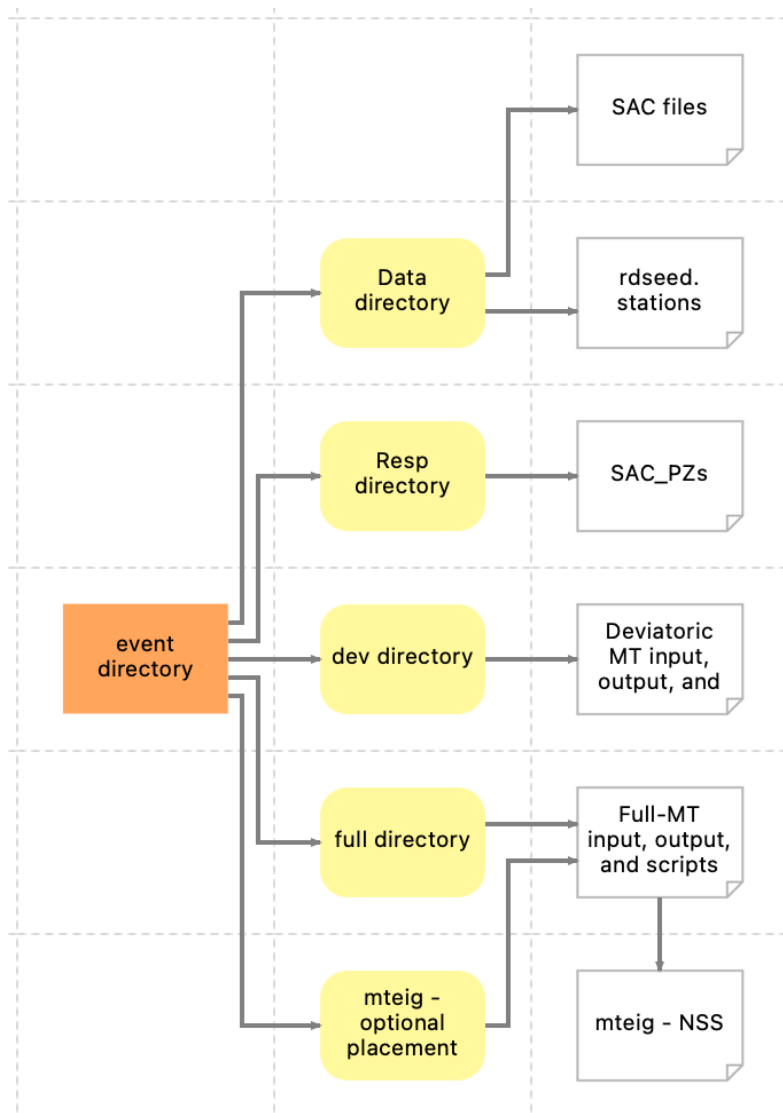 SAC files
Data
directory
rdseed.
stations
Resp
directory
SAC_PZs
event
directory
dev directory
Deviatoric
MT input,
output, and
full directory
Full-MT
input, output,
and scripts
mteig -
optional
placement
mteig - NSS